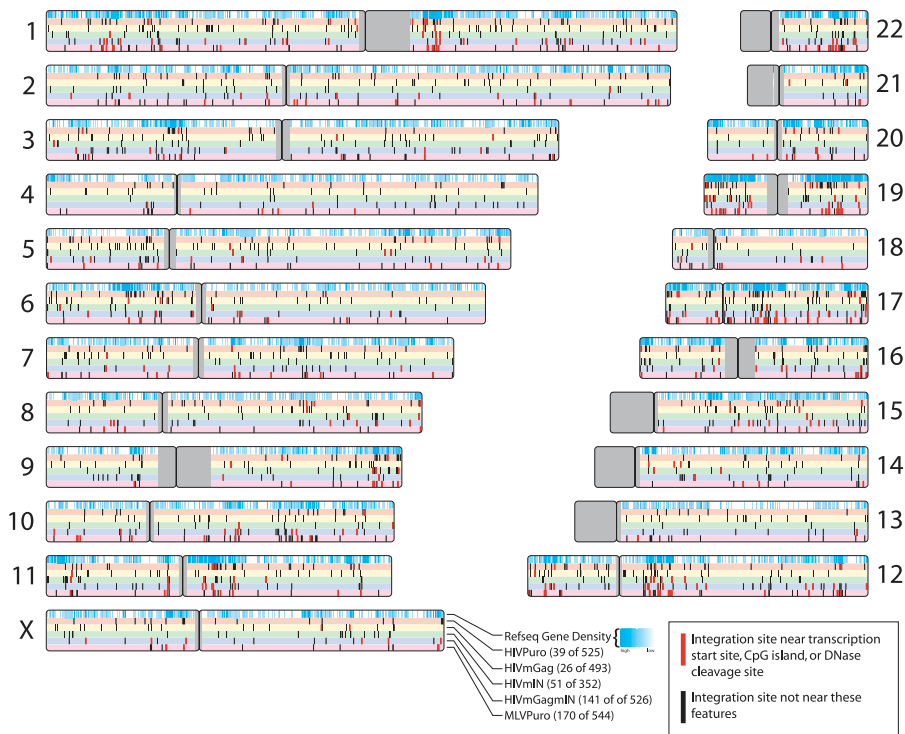 1
22
2
21
3
20
4
19
5
18
6
17
7
16
8
15
9
14
10
13
11
12
X
Refseq Gene Density
high low
HIVPuro (39 of 525)
HIVmGag (26 of 493)
HIVmIN (51 of 352)
HIVmGagmIN (141 of of 526)
MLVPuro (170 of 544)
Integration site near transcription
start site, CpG island, or DNase
cleavage site
Integration site not near these
features